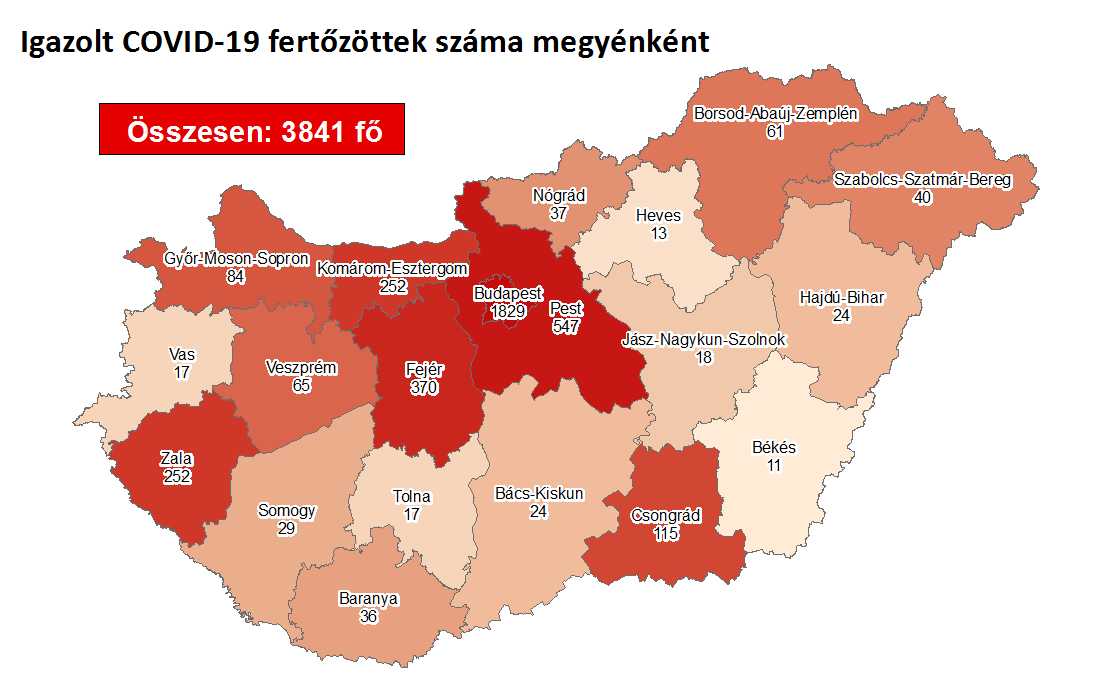 Igazolt COVID-19 fertőzöttek száma megyénként
Összesen: 3841 fő
Borsod-Abaúj-Zemplén
61
Szabolcs-Szatmár-Bereg
40
Nógrád
37
Heves
13
Győr-Moson-Sopron
84
Komárom-Esztergom
252
Budapest
1829
Pest
547
Hajdú-Bihar
24
Jász-Nagykun-Szolnok
18
Vas
17
Veszprém
65
Fejér
370
Békés
11
Zala
252
Somogy
29
Tolna
17
Bács-Kiskun
24
Csongrád
115
Baranya
36